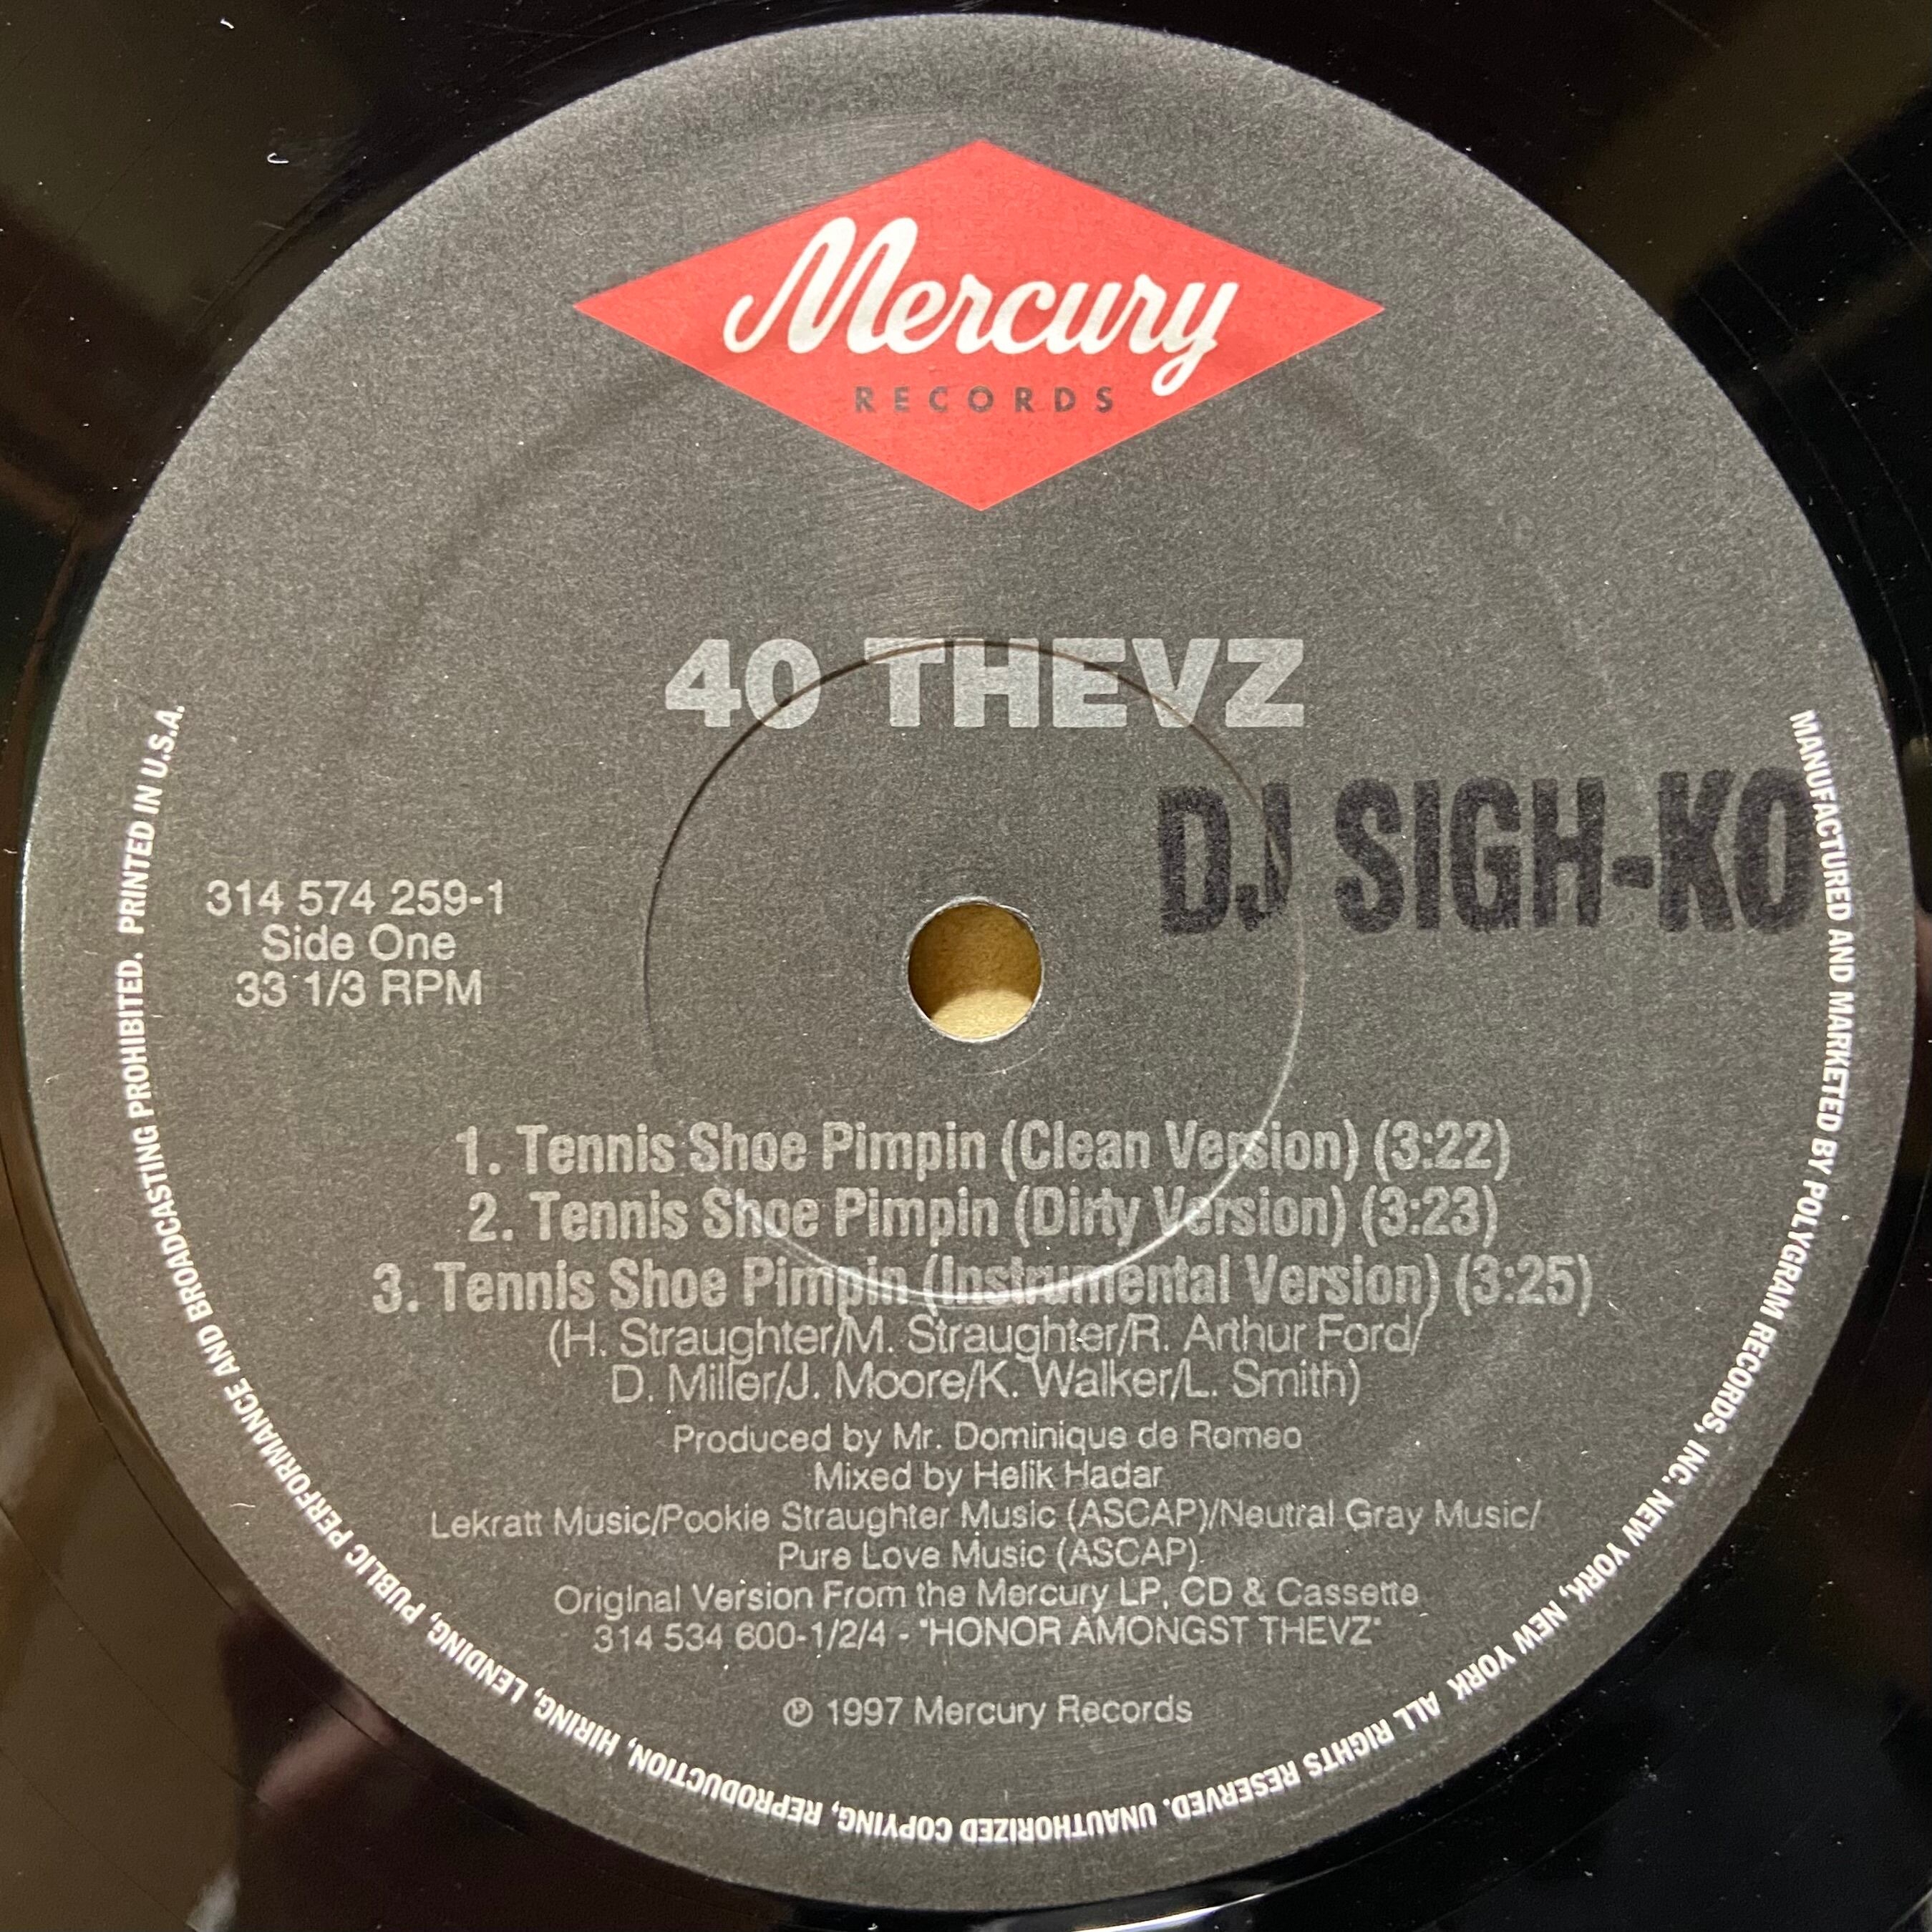 Mercury
RECORDS
40 THEVZ
DJ SIGH-KO
314 574 259-1
Side One
33 1/3 RPM
1. Tennis Shoe Pimpin (Clean Version) (3:22)
2. Tennis Shoe Pimpin (Dirty Version) (3:23)
3. Tennis Shoe Pimpin (Instrumental Version) (3:25)
(H. Straughter/M. Straughter/R. Arthur Ford/
D. Miller/J. Moore/K. Walker/L. Smith)
Produced by Mr. Dominique de Romeo
Mixed by Helik Hadar
Lekratt Music/Pookie Straughter Music (ASCAP)/Neutral Gray Music/
Pure Love Music (ASCAP)
Original Version From the Mercury LP, CD & Cassette
314 534 600-1/2/4 - "HONOR AMONGST THEVZ"
℗ 1997 Mercury Records
MANUFACTURED AND MARKETED BY POLYGRAM RECORDS, INC. NEW YORK, NEW YORK ALL RIGHTS RESERVED. UNAUTHORIZED COPYING, REPRODUCTION, HIRING, LENDING, PUBLIC PERFORMANCE AND BROADCASTING PROHIBITED. PRINTED IN U.S.A.